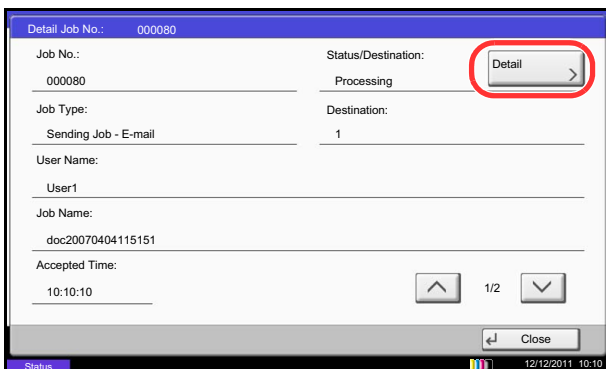 Detail Job No.: 000080
Job No.:
000080
Status/Destination:
Processing
Detail
Job Type:
Sending Job - E-mail
Destination:
1
User Name:
User1
Job Name:
doc20070404115151
Accepted Time:
10:10:10
1/2
Close
Status
12/12/2011 10:10